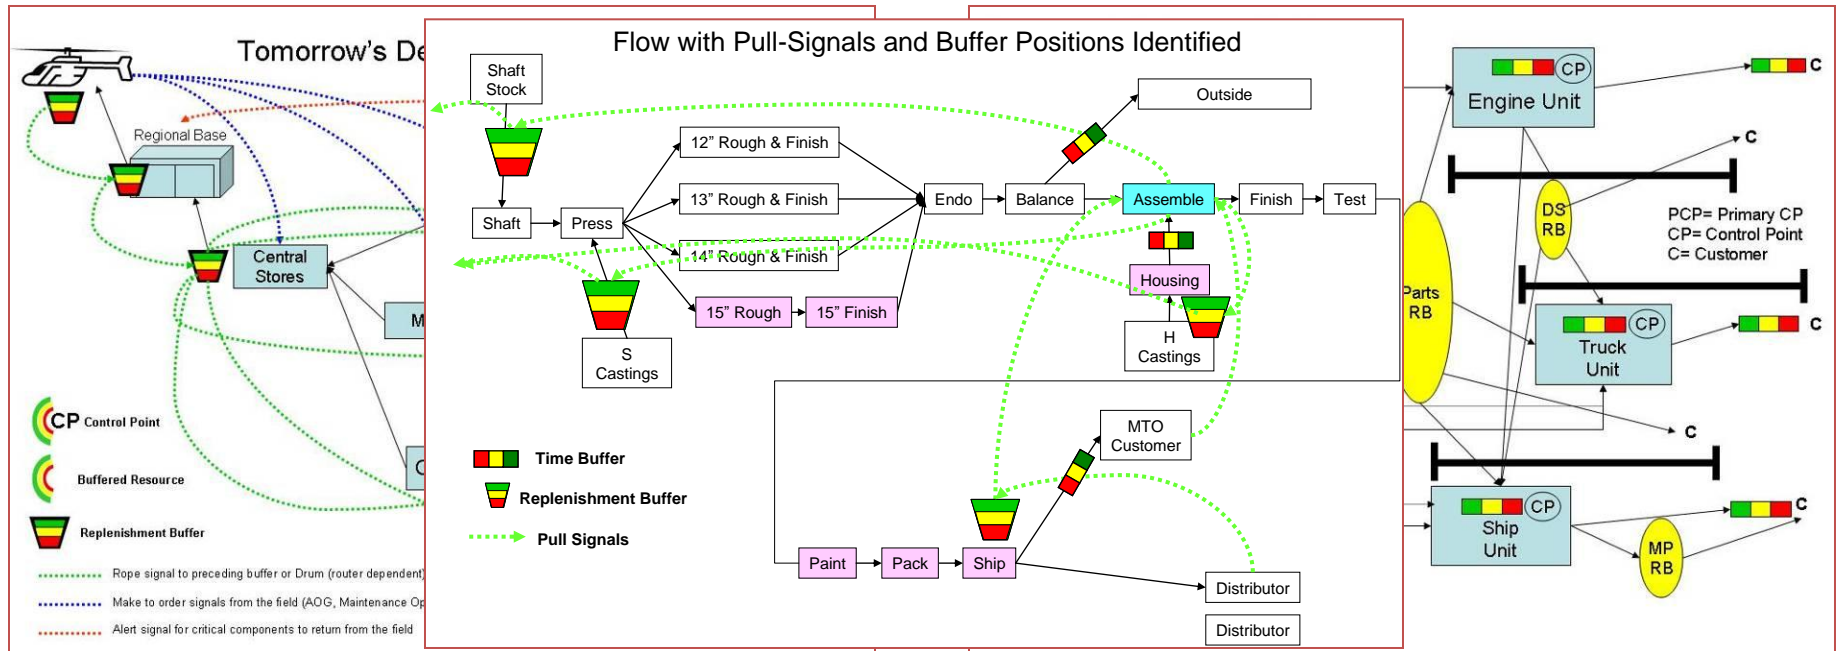 Tomorrow's De
Regional Base
Central
Stores
M
C
CP Control Point
Buffered Resource
Replenishment Buffer
Rope signal to preceding buffer or Drum (router dependent)
Make to order signals from the field (AOG, Maintenance Op
Alert signal for critical components to return from the field
Flow with Pull-Signals and Buffer Positions Identified
Shaft
Stock
Outside
12" Rough & Finish
13" Rough & Finish
14" Rough & Finish
15" Rough
15" Finish
Shaft
Press
Endo
Balance
Assemble
Finish
Test
Housing
H
Castings
S
Castings
MTO
Customer
Time Buffer
Replenishment Buffer
Pull Signals
Paint
Pack
Ship
Distributor
Distributor
CP
Engine Unit
C
C
DS
RB
PCP= Primary CP
CP= Control Point
C= Customer
Parts
RB
CP
Truck
Unit
C
C
CP
Ship
Unit
C
MP
RB